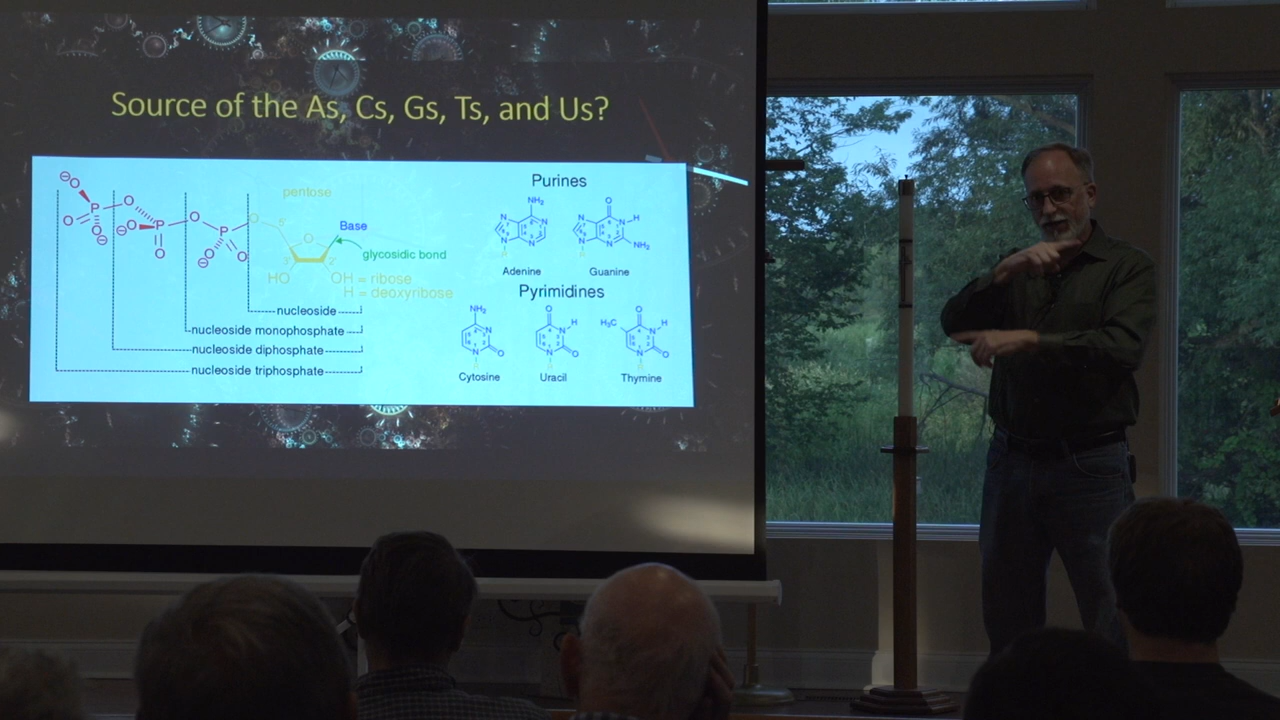 Source of the As, Cs, Gs, Ts, and Us?
pentose
Base
glycosidic bond
HO
OH = ribose
H = deoxyribose
nucleoside
nucleoside monophosphate
nucleoside diphosphate
nucleoside triphosphate
Purines
NH₂
Adenine
O
N
H
NH₂
Guanine
Pyrimidines
NH₂
N
O
Cytosine
O
N
H
O
Uracil
H₃C
O
N
H
O
Thymine